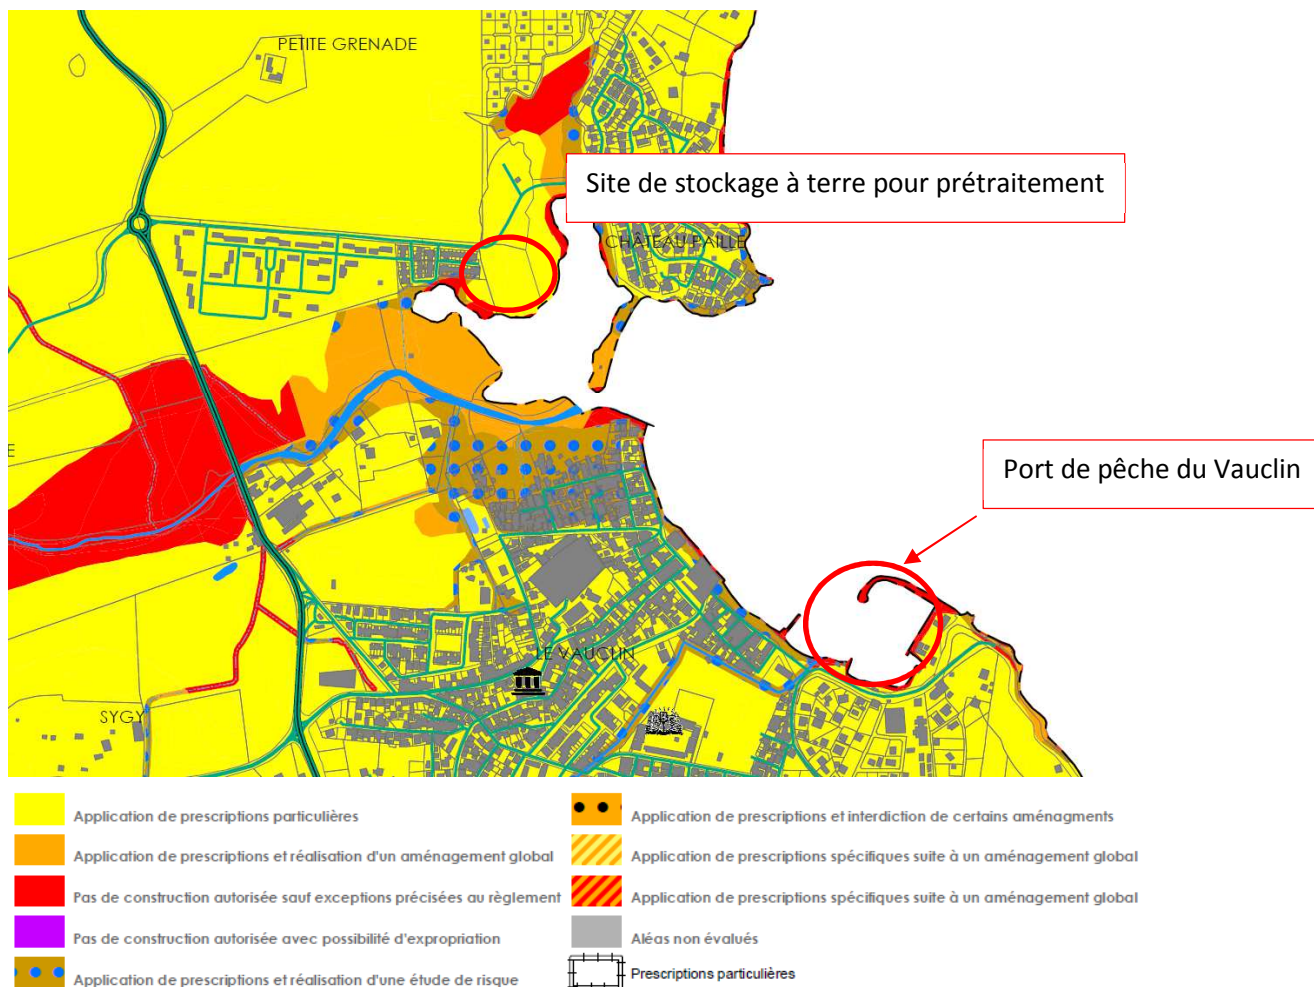 PETITE GRENADE
Site de stockage à terre pour prétraitement
CHÂTEAU PAILLE
E
Port de pêche du Vauclin
LE VAUCLIN
SYGY
Application de prescriptions particulières
Application de prescriptions et réalisation d'un aménagement global
Pas de construction autorisée sauf exceptions précisées au règlement
Pas de construction autorisée avec possibilité d'expropriation
Application de prescriptions et réalisation d'une étude de risque
Application de prescriptions et interdiction de certains aménagments
Application de prescriptions spécifiques suite à un aménagement global
Application de prescriptions spécifiques suite à un aménagement global
Aléas non évalués
Prescriptions particulières